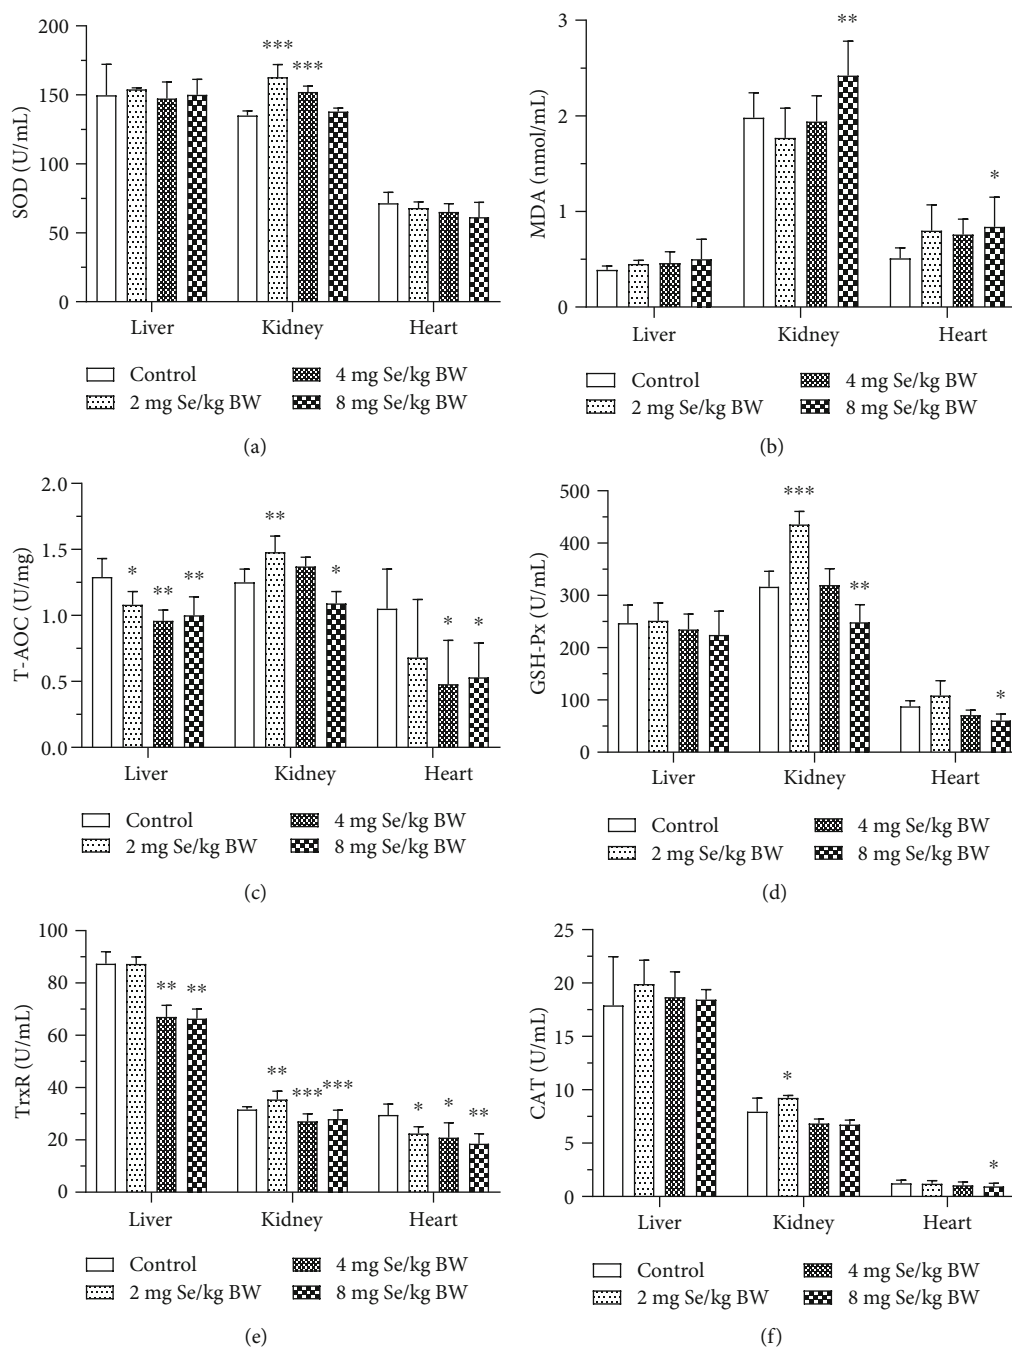 200
150
100
50
0
SOD (U/mL)
***
***
Liver
Kidney
Heart
Control
4 mg Se/kg BW
2 mg Se/kg BW
8 mg Se/kg BW
(a)
3
2
1
0
MDA (nmol/mL)
**
*
Liver
Kidney
Heart
Control
4 mg Se/kg BW
2 mg Se/kg BW
8 mg Se/kg BW
(b)
2.0
1.5
1.0
0.5
0.0
T-AOC (U/mg)
*
**
**
**
*
*
*
Liver
Kidney
Heart
Control
4 mg Se/kg BW
2 mg Se/kg BW
8 mg Se/kg BW
(c)
500
400
300
200
100
0
GSH-Px (U/mL)
***
**
*
Liver
Kidney
Heart
Control
4 mg Se/kg BW
2 mg Se/kg BW
8 mg Se/kg BW
(d)
100
80
60
40
20
0
TrxR (U/mL)
**
**
**
***
***
*
*
**
Liver
Kidney
Heart
Control
4 mg Se/kg BW
2 mg Se/kg BW
8 mg Se/kg BW
(e)
25
20
15
10
5
0
CAT (U/mL)
*
*
Liver
Kidney
Heart
Control
4 mg Se/kg BW
2 mg Se/kg BW
8 mg Se/kg BW
(f)